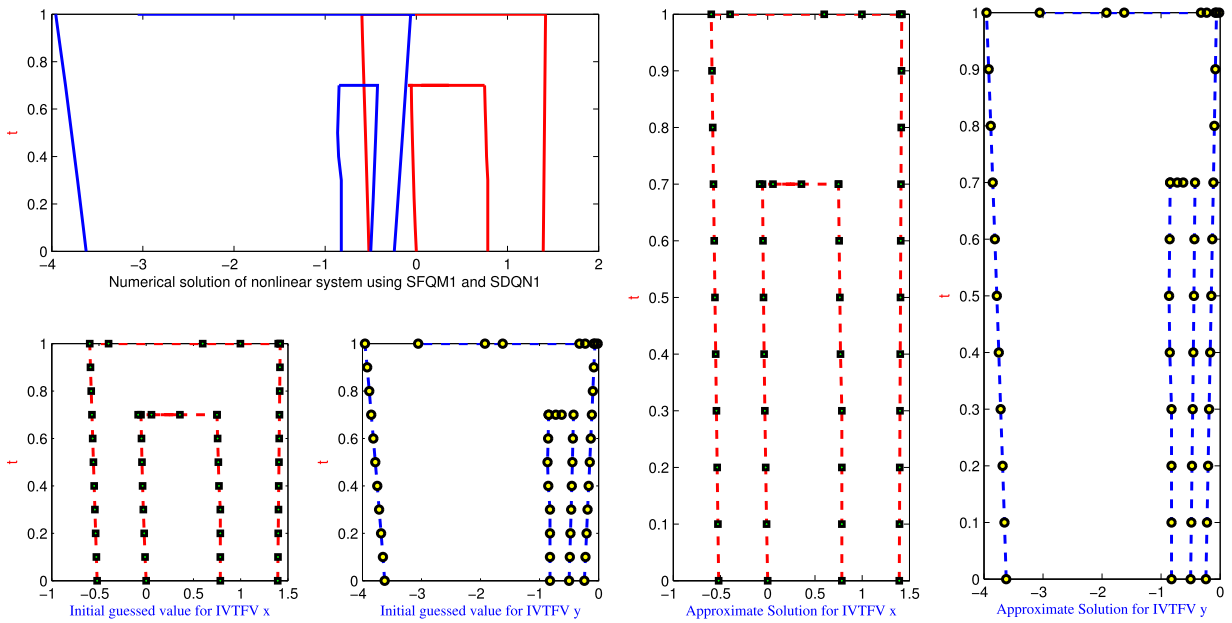 1
0.8
0.6
0.4
0.2
0
t
−4 −3 −2 −1 0 1 2
Numerical solution of nonlinear system using SFQM1 and SDQN1
1
0.8
0.6
0.4
0.2
0
t
−1 −0.5 0 0.5 1 1.5
Initial guessed value for IVTFV x
1
0.8
0.6
0.4
0.2
0
t
−4 −3 −2 −1 0
Initial guessed value for IVTFV y
1
0.9
0.8
0.7
0.6
0.5
0.4
0.3
0.2
0.1
0
t
−1 −0.5 0 0.5 1 1.5
Approximate Solution for IVTFV x
1
0.9
0.8
0.7
0.6
0.5
0.4
0.3
0.2
0.1
0
t
−4 −3 −2 −1 0
Approximate Solution for IVTFV y